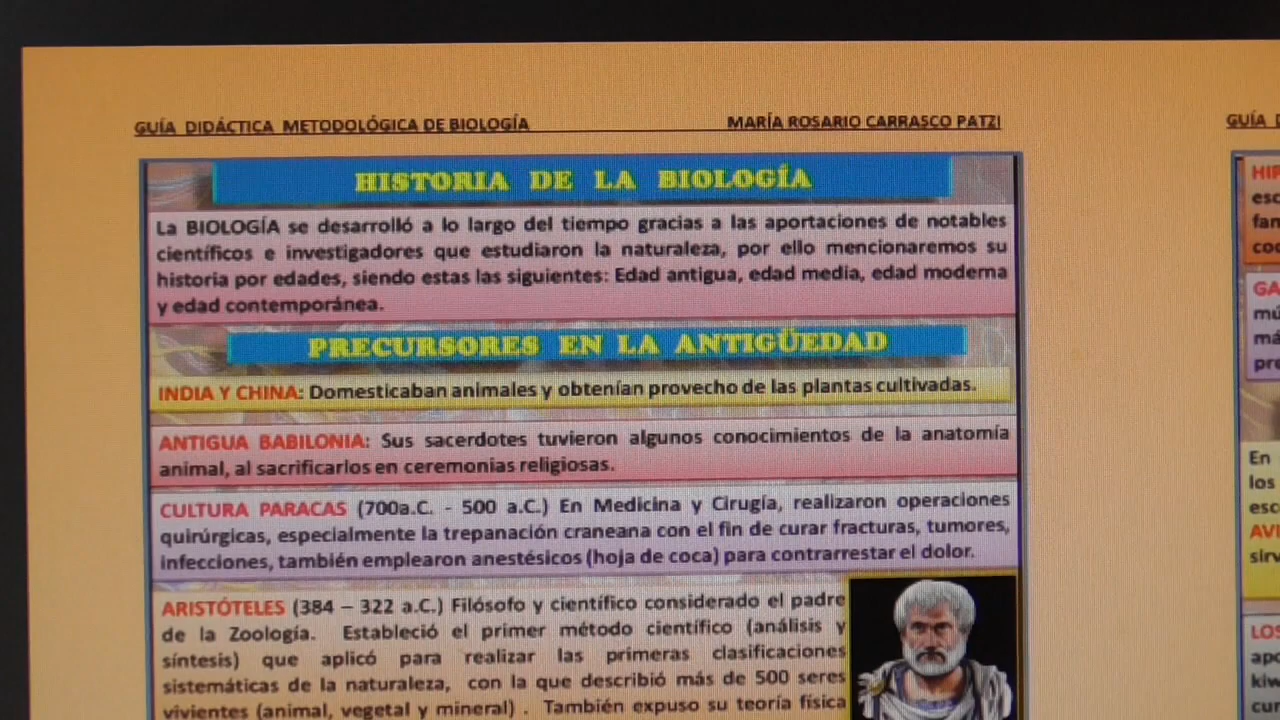 GUÍA DIDÁCTICA METODOLÓGICA DE BIOLOGÍA
MARÍA ROSARIO CARRASCO PATZI
HISTORIA DE LA BIOLOGÍA
La BIOLOGÍA se desarrolló a lo largo del tiempo gracias a las aportaciones de notables
científicos e investigadores que estudiaron la naturaleza, por ello mencionaremos su
historia por edades, siendo estas las siguientes: Edad antigua, edad media, edad moderna
y edad contemporánea.
PRECURSORES EN LA ANTIGÜEDAD
INDIA Y CHINA: Domesticaban animales y obtenían provecho de las plantas cultivadas.
ANTIGUA BABILONIA: Sus sacerdotes tuvieron algunos conocimientos de la anatomía
animal, al sacrificarlos en ceremonias religiosas.
CULTURA PARACAS (700a.C. - 500 a.C.) En Medicina y Cirugía, realizaron operaciones
quirúrgicas, especialmente la trepanación craneana con el fin de curar fracturas, tumores,
infecciones, también emplearon anestésicos (hoja de coca) para contrarrestar el dolor.
ARISTÓTELES (384 – 322 a.C.) Filósofo y científico considerado el padre
de la Zoología. Estableció el primer método científico (análisis y
síntesis) que aplicó para realizar las primeras clasificaciones
sistemáticas de la naturaleza, con la que describió más de 500 seres
vivientes (animal, vegetal y mineral) . También expuso su teoría física
GUÍA
En
los